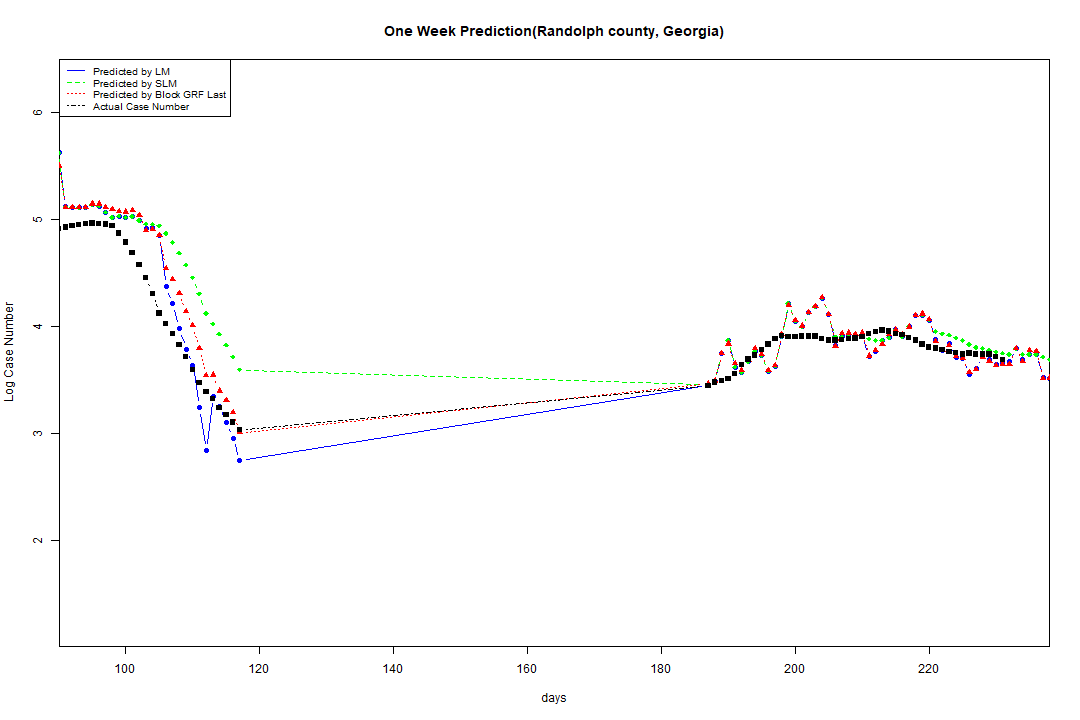 One Week Prediction(Randolph county, Georgia)
Predicted by LM
Predicted by SLM
Predicted by Block GRF Last
Actual Case Number
Log Case Number
6
5
4
3
2
100 120 140 160 180 200 220
days